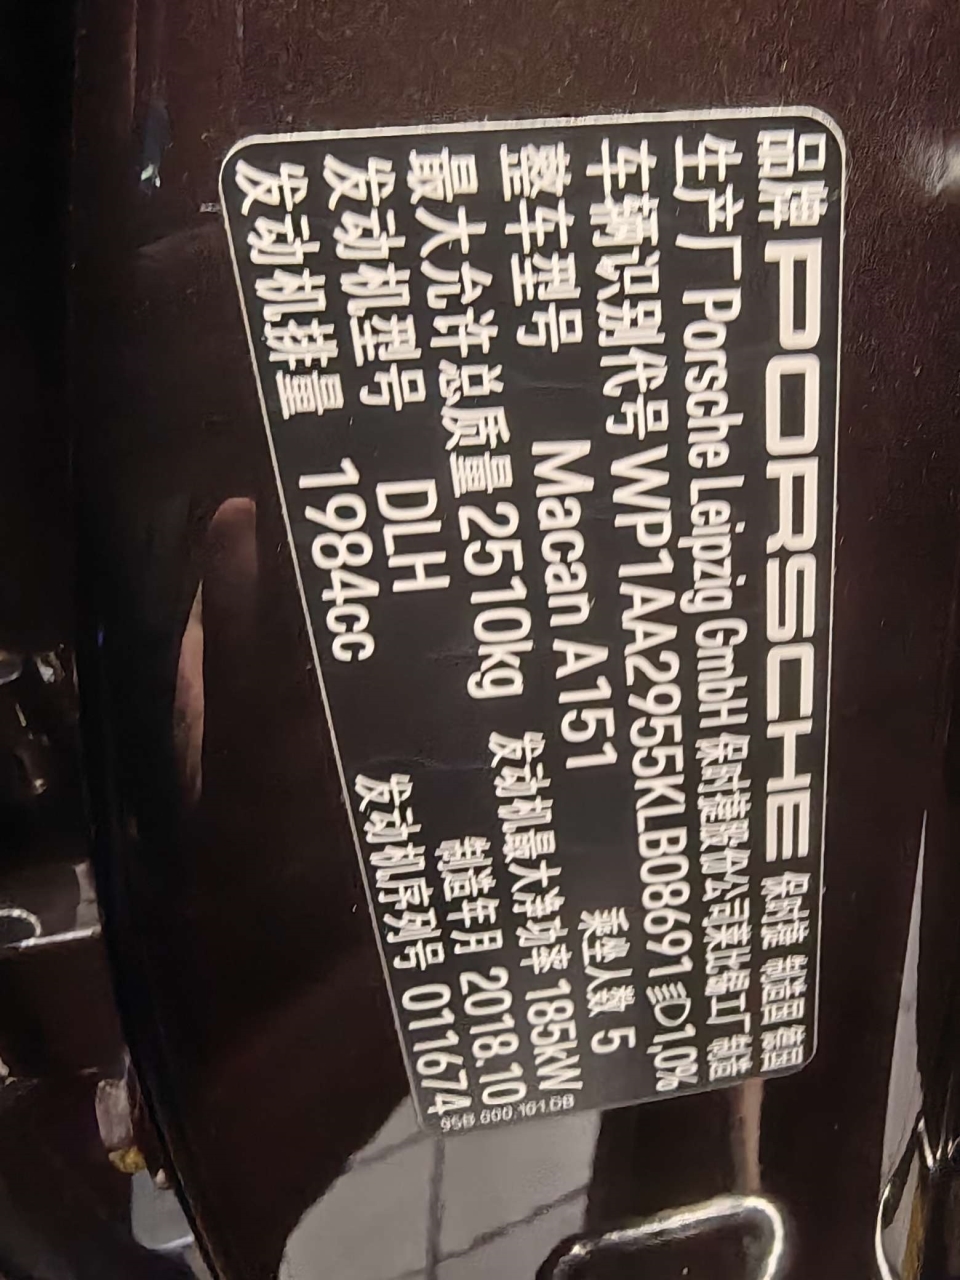 品牌 PORSCHE 保时捷 制造国 德国
生产厂 Porsche Leipzig GmbH 保时捷股份公司莱比锡工厂制造
车辆识别代号 WP1AA2955KLB08691 1,0%
整车型号 Macan A151 乘坐人数 5
最大允许总质量 2510kg 发动机最大净功率 185kW
发动机型号 DLH 制造年月 2018.10
发动机排量 1984cc 发动机序列号 011674
95B.000.161.DB